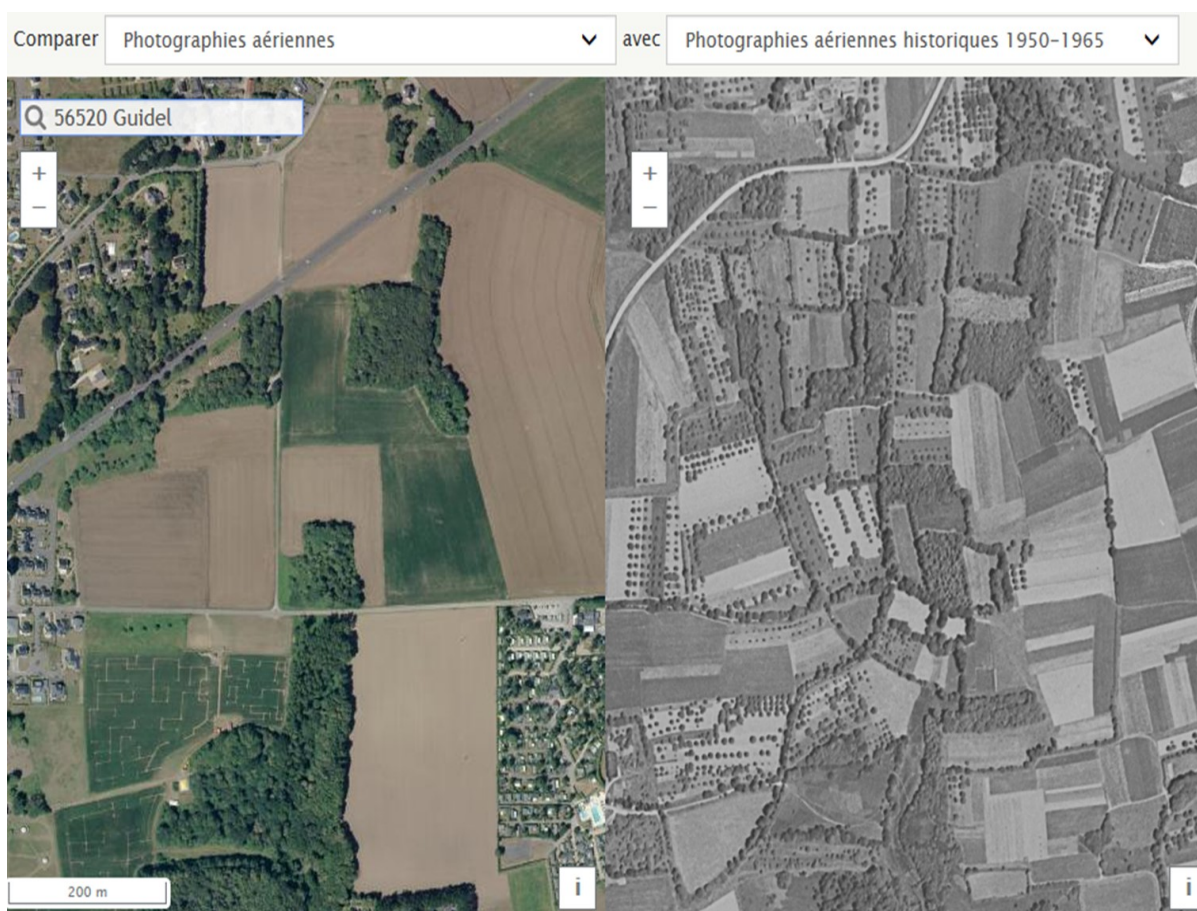 Comparer Photographies aériennes avec Photographies aériennes historiques 1950-1965
56520 Guidel
+ +
− −
200 m i i